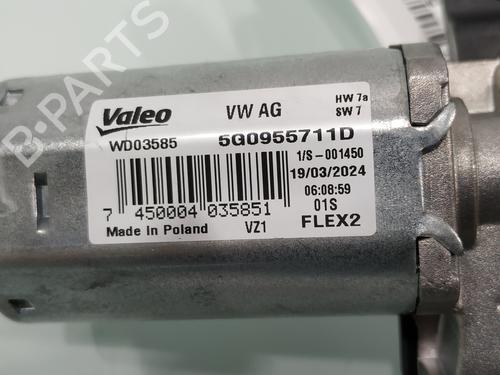 Valeo
VW AG
HW 7a
SW 7
WD03585
5G0955711D
1/S-001450
19/03/2024
06:08:59
7 450004 035851
01S
Made In Poland
VZ1
FLEX2
B-PARTS